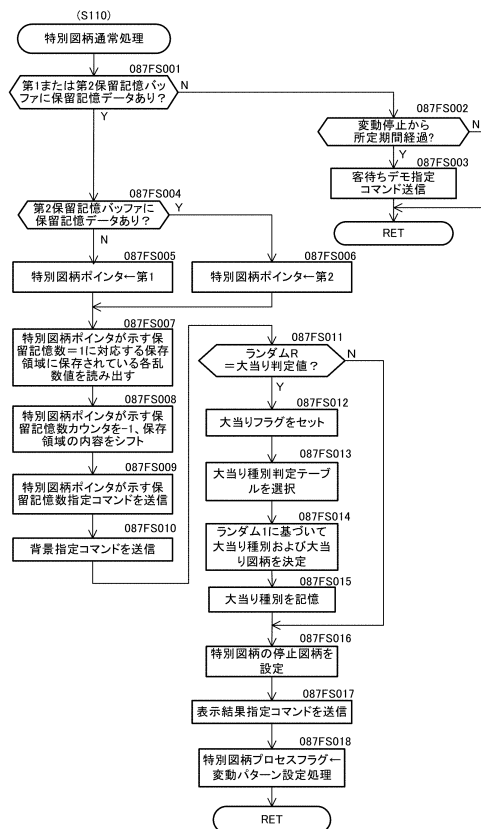 (S110)
特別図柄通常処理
087FS001
第1または第2保留記憶バッ
ファに保留記憶データあり?
N
Y
087FS002
変動停止から
所定期間経過?
N
Y
087FS003
客待ちデモ指定
コマンド送信
RET
087FS004
第2保留記憶バッファに
保留記憶データあり?
Y
N
087FS005
特別図柄ポインタ←第1
087FS006
特別図柄ポインタ←第2
087FS007
特別図柄ポインタが示す保
留記憶数=1に対応する保存
領域に保存されている各乱
数値を読み出す
087FS008
特別図柄ポインタが示す保
留記憶数カウンタを-1、保存
領域の内容をシフト
087FS009
特別図柄ポインタが示す保
留記憶数指定コマンドを送信
087FS010
背景指定コマンドを送信
087FS011
ランダムR
=大当り判定値?
N
Y
087FS012
大当りフラグをセット
087FS013
大当り種別判定テーブ
ルを選択
087FS014
ランダム1に基づいて
大当り種別および大当
り図柄を決定
087FS015
大当り種別を記憶
087FS016
特別図柄の停止図柄を
設定
087FS017
表示結果指定コマンドを送信
087FS018
特別図柄プロセスフラグ←
変動パターン設定処理
RET